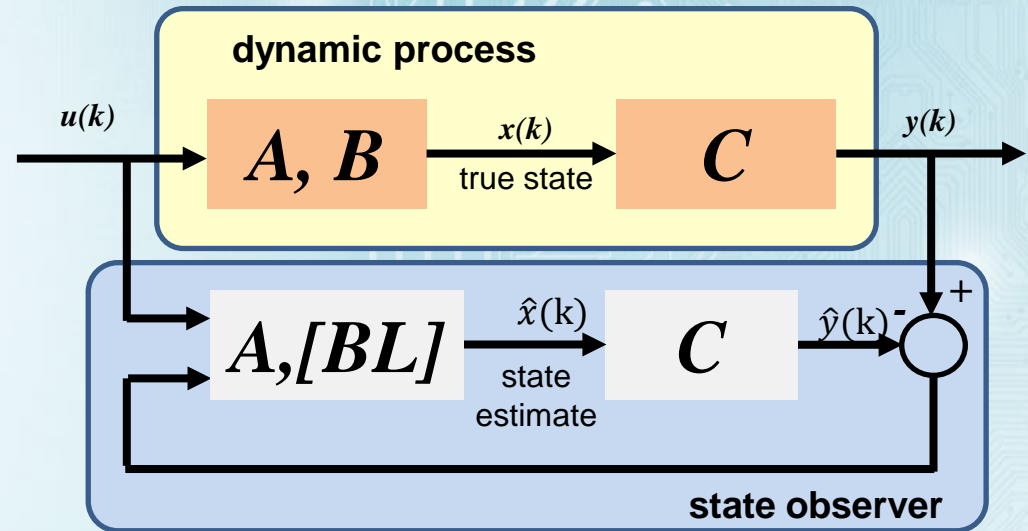 dynamic process
u(k)
A, B
x(k)
true state
C
y(k)
A,[BL]
x̂(k)
state
estimate
C
ŷ(k)
-
+
state observer